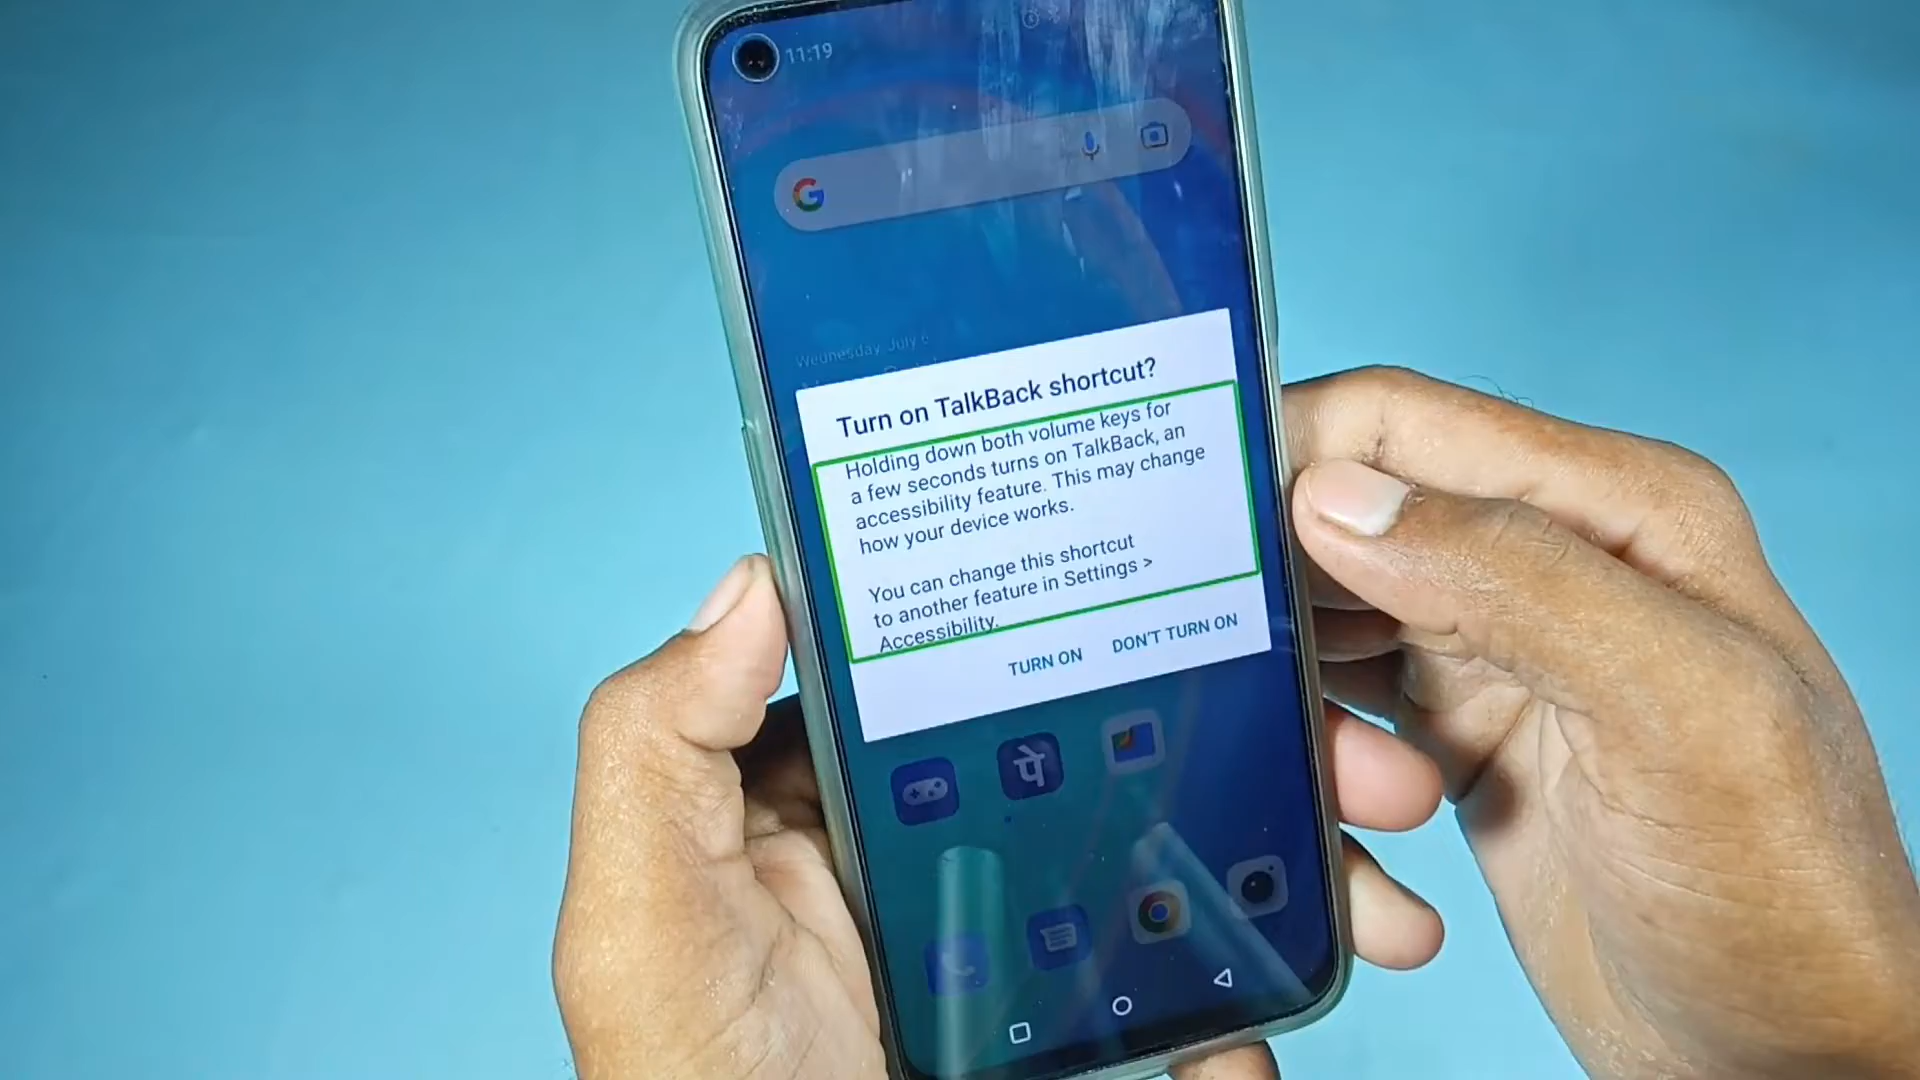 11:19
Wednesday, July 6
Turn on TalkBack shortcut?
Holding down both volume keys for
a few seconds turns on TalkBack, an
accessibility feature. This may change
how your device works.
You can change this shortcut
to another feature in Settings >
Accessibility.
TURN ON DON'T TURN ON
पे